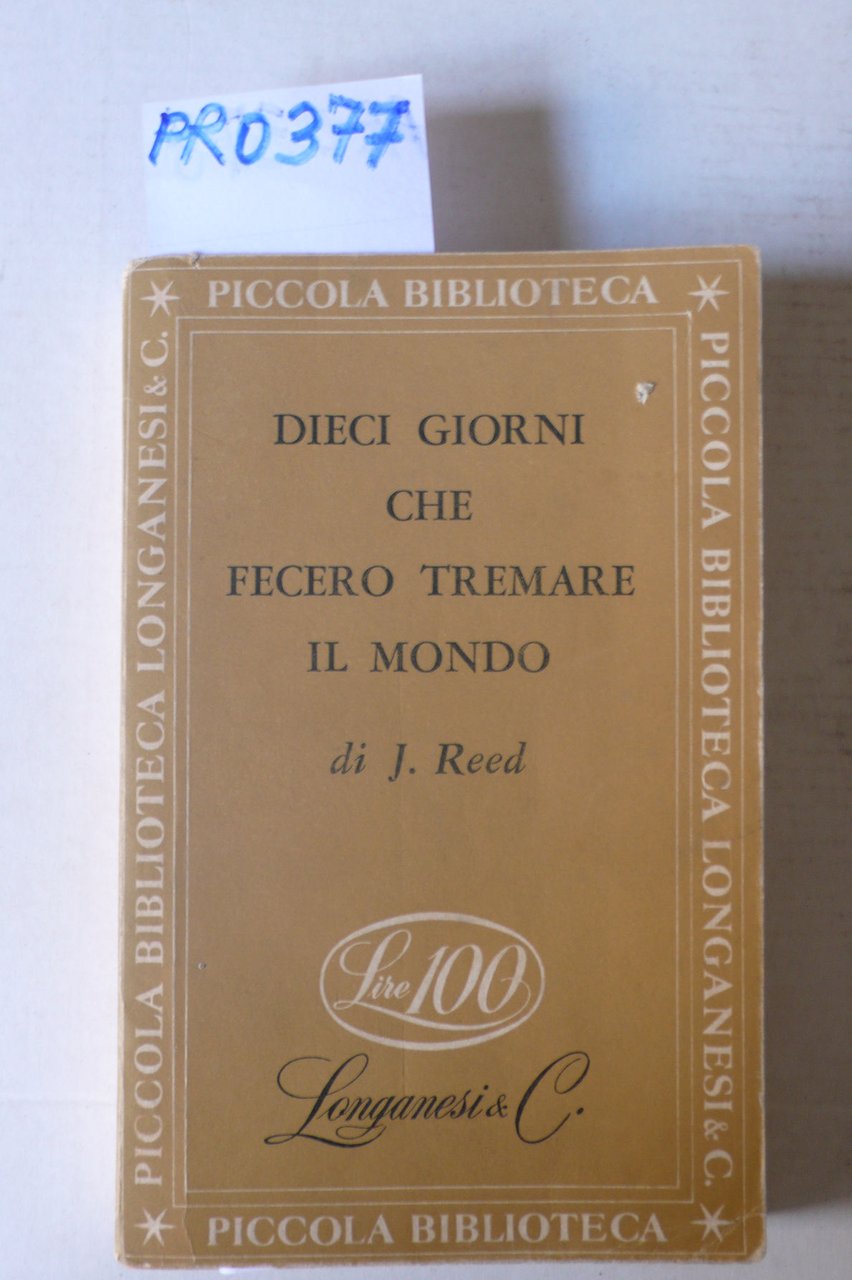 PR0377
PICCOLA BIBLIOTECA
PICCOLA BIBLIOTECA LONGANESI & C.
PICCOLA BIBLIOTECA LONGANESI & C.
DIECI GIORNI
CHE
FECERO TREMARE
IL MONDO
di J. Reed
Lire 100
Longanesi & C.
PICCOLA BIBLIOTECA